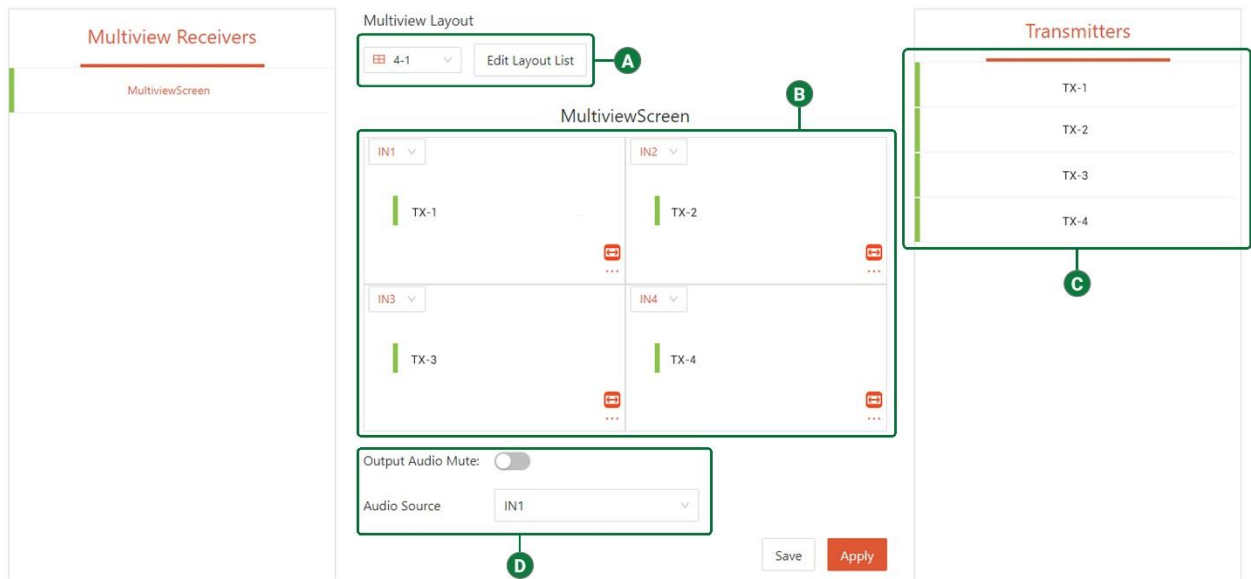 Multiview Receivers
MultiviewScreen
Multiview Layout
4-1
Edit Layout List
A
B
MultiviewScreen
IN1
TX-1
...
IN2
TX-2
...
IN3
TX-3
...
IN4
TX-4
...
Output Audio Mute:
Audio Source
IN1
D
Save
Apply
Transmitters
TX-1
TX-2
TX-3
TX-4
C